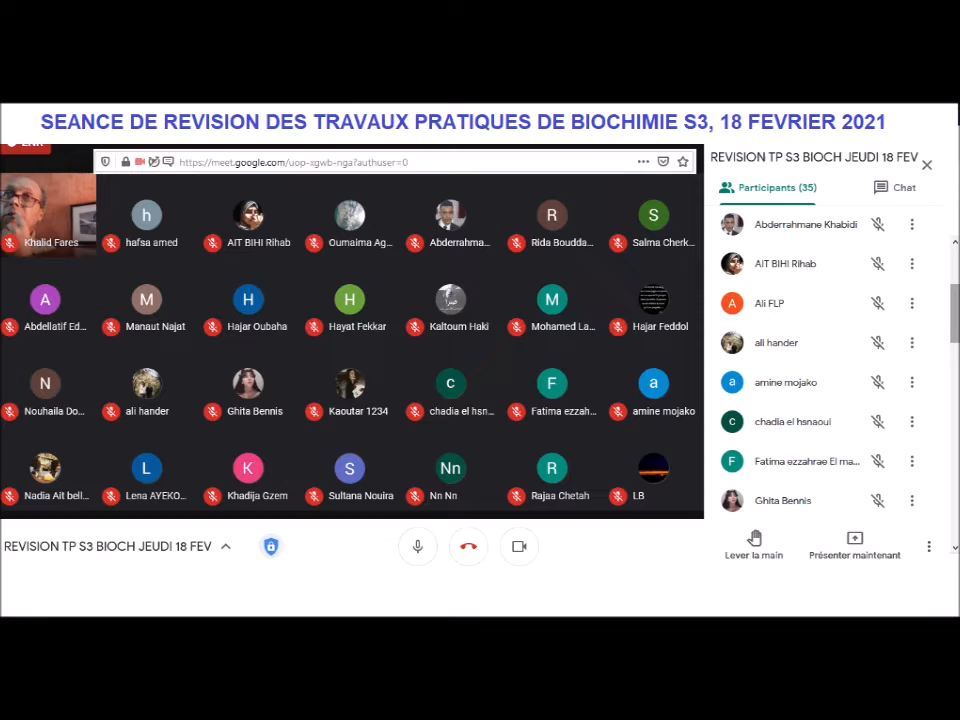 SEANCE DE REVISION DES TRAVAUX PRATIQUES DE BIOCHIMIE S3, 18 FEVRIER 2021
https://meet.google.com/uop-xgwb-nga?authuser=0
REVISION TP S3 BIOCH JEUDI 18 FEV
Participants (35)
Chat
Khalid Fares
h
hafsa amed
AIT BIHI Rihab
Oumaima Ag...
Abderrahma...
R
Rida Boudda...
S
Salma Cherk...
A
Abdellatif Ed...
M
Manaut Najat
H
Hajar Oubaha
H
Hayat Fekkar
Kaltoum Haki
M
Mohamed La...
Hajar Feddol
N
Nouhaila Do...
ali hander
Ghita Bennis
Kaoutar 1234
c
chadia el hsn...
F
Fatima ezzah...
a
amine mojako
Nadia Ait bell...
L
Lena AYEKO...
K
Khadija Gzem
S
Sultana Nouira
Nn
Nn Nn
R
Rajaa Chetah
LB
Abderrahmane Khabidi
AIT BIHI Rihab
A
Ali FLP
ali hander
a
amine mojako
c
chadia el hsnaoui
F
Fatima ezzahrae El ma...
Ghita Bennis
REVISION TP S3 BIOCH JEUDI 18 FEV
Lever la main
Présenter maintenant